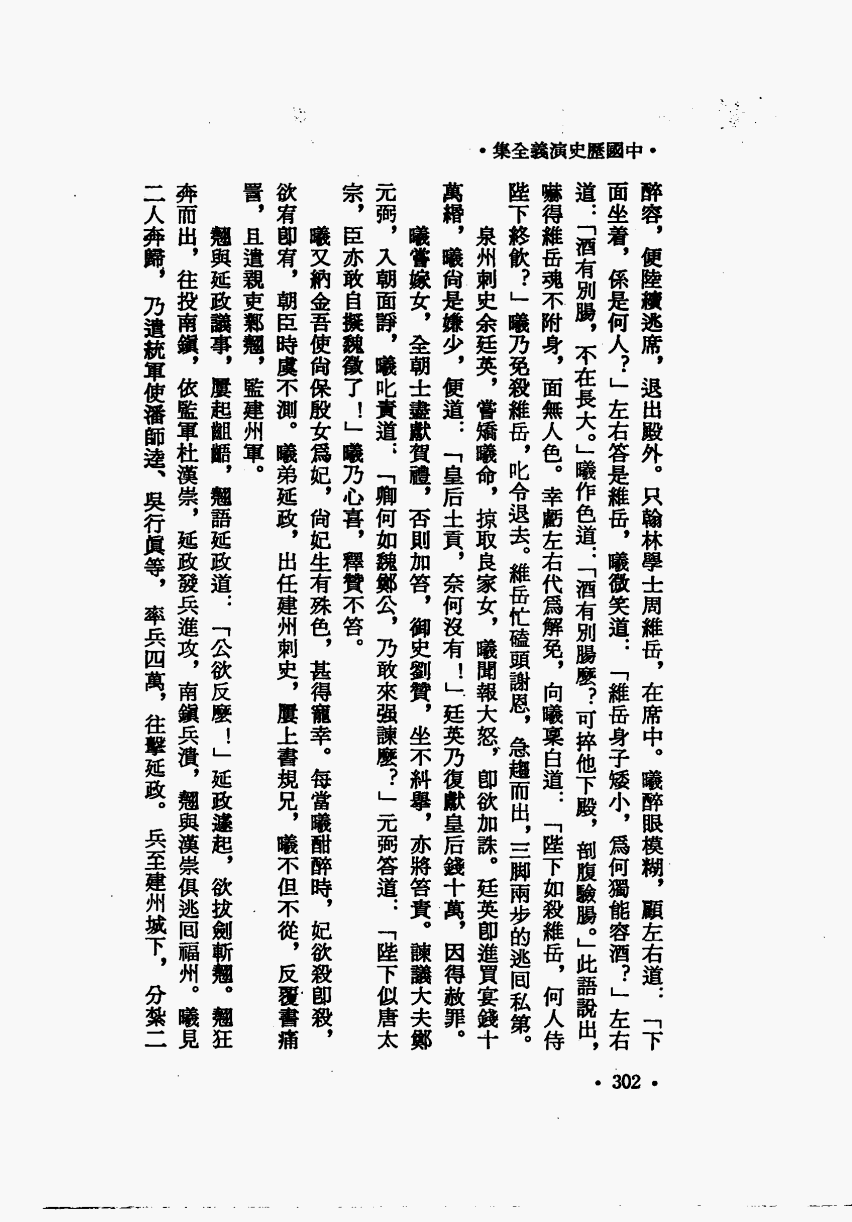 ·中國歷史演義全集·
醉容，便陸續逃席，退出殿外。只翰林學士周維岳，在席中。曦醉眼模糊，顧左右道：「下
面坐着，係是何人？」左右答是維岳，曦微笑道：「維岳身子矮小，爲何獨能容酒？」左右
道：「酒有別腸，不在長大。」曦作色道：「酒有別腸麼？可捽他下殿，剖腹驗腸。」此語說出，
嚇得維岳魂不附身，面無人色。幸虧左右代爲解免，向曦稟白道：「陛下如殺維岳，何人侍
陛下終飲？」曦乃免殺維岳，叱令退去。維岳忙磕頭謝恩，急趨而出，三脚兩步的逃囘私第。
泉州刺史余廷英，嘗矯曦命，掠取良家女，曦聞報大怒，卽欲加誅。廷英卽進買宴錢十
萬緡，曦尙是嫌少，便道：「皇后土貢，奈何沒有！」廷英乃復獻皇后錢十萬，因得赦罪。
曦嘗嫁女，全朝士盡獻賀禮，否則加笞，御史劉贊，坐不糾舉，亦將笞責。諫議大夫鄭
元弼，入朝面諍，曦叱責道：「卿何如魏鄭公，乃敢來强諫麼？」元弼答道：「陛下似唐太
宗，臣亦敢自擬魏徵了！」曦乃心喜，釋贊不笞。
曦又納金吾使尙保殷女爲妃，尙妃生有殊色，甚得寵幸。每當曦酣醉時，妃欲殺卽殺，
欲宥卽宥，朝臣時虞不測。曦弟延政，出任建州刺史，屢上書規兄，曦不但不從，反覆書痛
詈，且遣親吏鄴翹，監建州軍。
翹與延政議事，屢起齟齬，翹語延政道：「公欲反麼！」延政遽起，欲拔劍斬翹。翹狂
奔而出，往投南鎭，依監軍杜漢崇，延政發兵進攻，南鎭兵潰，翹與漢崇俱逃囘福州。曦見
二人奔歸，乃遣統軍使潘師逵、吳行眞等，率兵四萬，往擊延政。兵至建州城下，分紮二
·302·